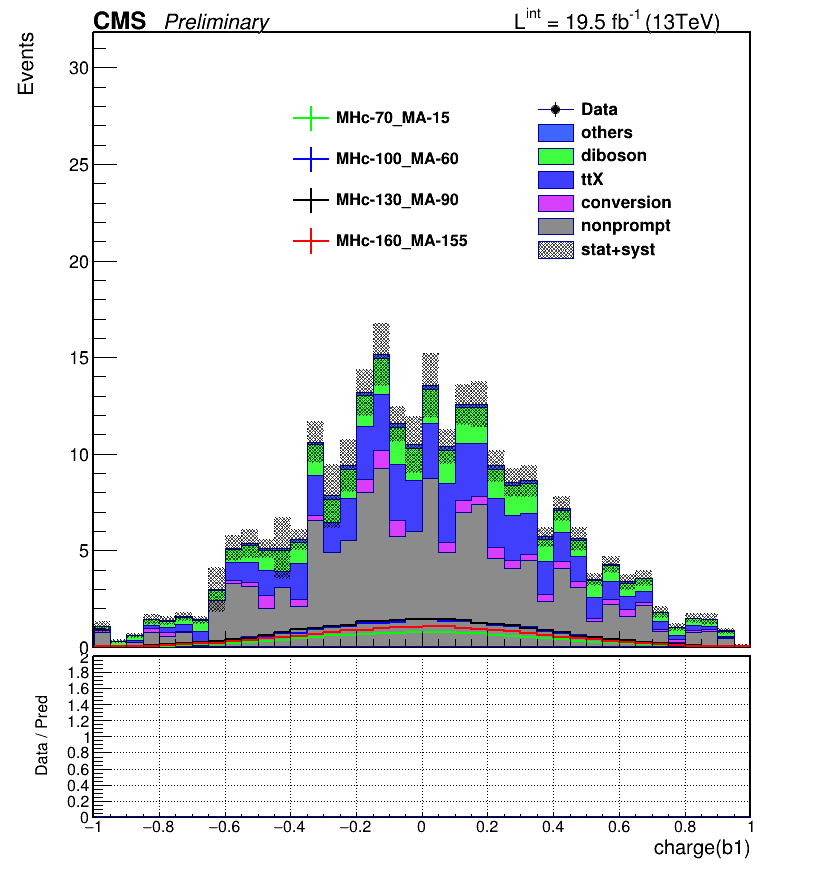 CMS Preliminary L^int = 19.5 fb^-1 (13TeV)
Events
30
25
20
15
10
5
0
MHc-70_MA-15
MHc-100_MA-60
MHc-130_MA-90
MHc-160_MA-155
Data
others
diboson
ttX
conversion
nonprompt
stat+syst
Data / Pred
2
1.8
1.6
1.4
1.2
1
0.8
0.6
0.4
0.2
0
−1 −0.8 −0.6 −0.4 −0.2 0 0.2 0.4 0.6 0.8 1
charge(b1)